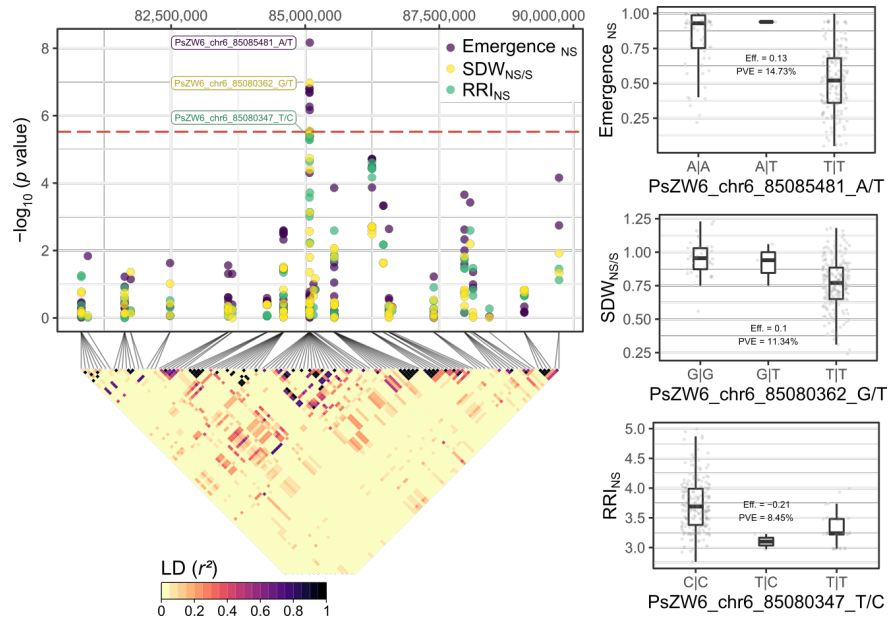 82,500,000 85,000,000 87,500,000 90,000,000
−log10 (p value)
8
6
4
2
0
PsZW6_chr6_85085481_A/T
PsZW6_chr6_85080362_G/T
PsZW6_chr6_85080347_T/C
Emergence NS
SDWNS/S
RRINS
LD (r²)
0 0.2 0.4 0.6 0.8 1
Emergence NS
1.00
0.75
0.50
0.25
Eff. = 0.13
PVE = 14.73%
A|A A|T T|T
PsZW6_chr6_85085481_A/T
SDWNS/S
1.25
1.00
0.75
0.50
0.25
Eff. = 0.1
PVE = 11.34%
G|G G|T T|T
PsZW6_chr6_85080362_G/T
RRINS
5.0
4.5
4.0
3.5
3.0
Eff. = −0.21
PVE = 8.45%
C|C T|C T|T
PsZW6_chr6_85080347_T/C